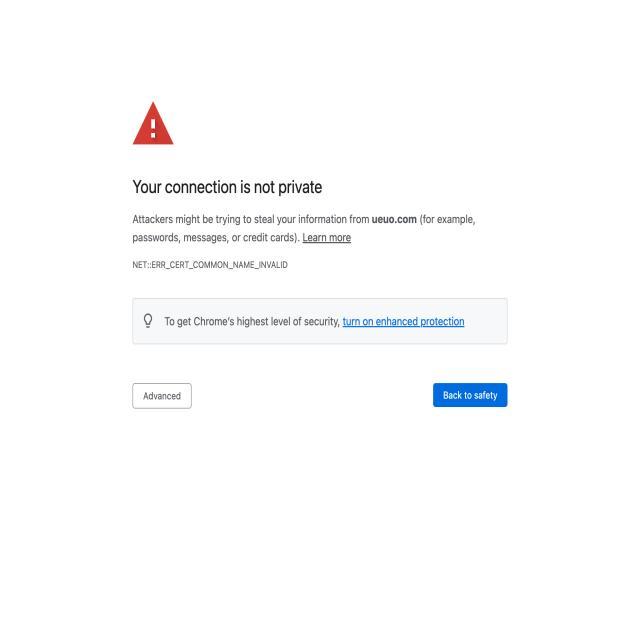 Your connection is not private
Attackers might be trying to steal your information from ueuo.com (for example,
passwords, messages, or credit cards). Learn more
NET::ERR_CERT_COMMON_NAME_INVALID
To get Chrome's highest level of security, turn on enhanced protection
Advanced
Back to safety